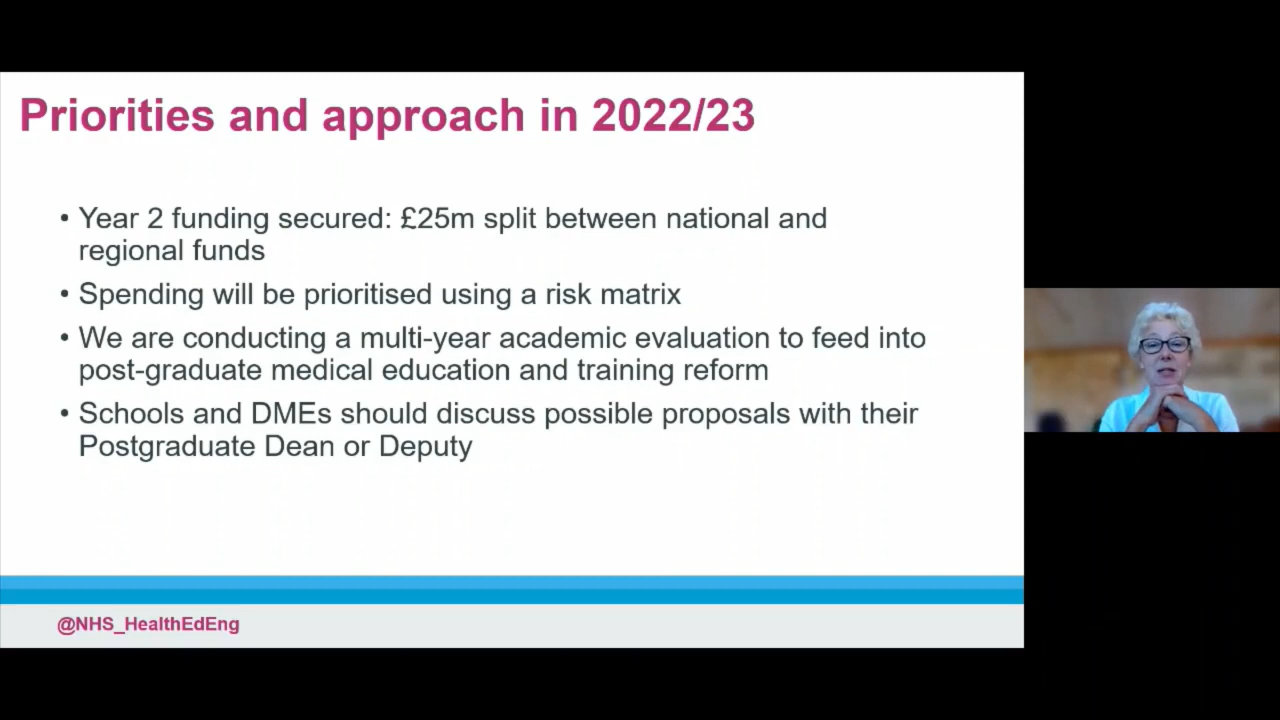 Priorities and approach in 2022/23
• Year 2 funding secured: £25m split between national and
regional funds
• Spending will be prioritised using a risk matrix
• We are conducting a multi-year academic evaluation to feed into
post-graduate medical education and training reform
• Schools and DMEs should discuss possible proposals with their
Postgraduate Dean or Deputy
@NHS_HealthEdEng